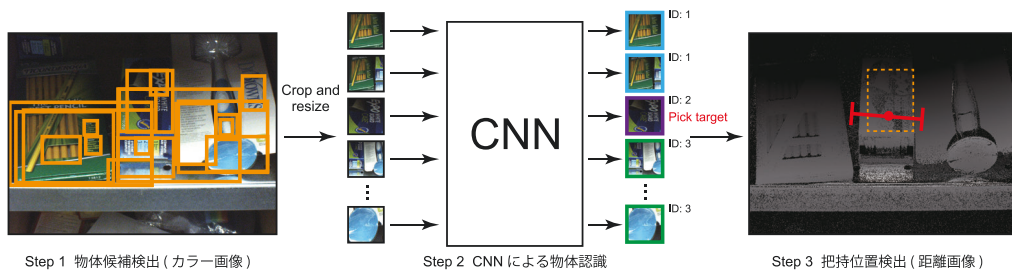 Crop and
resize
CNN
ID: 1
ID: 1
ID: 2
Pick target
ID: 3
ID: 3
Step 1 物体候補検出 ( カラー画像 )
Step 2 CNN による物体認識
Step 3 把持位置検出 ( 距離画像 )